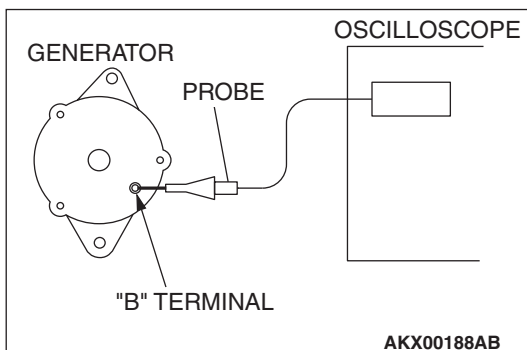 OSCILLOSCOPE
GENERATOR
PROBE
"B" TERMINAL
AKX00188AB